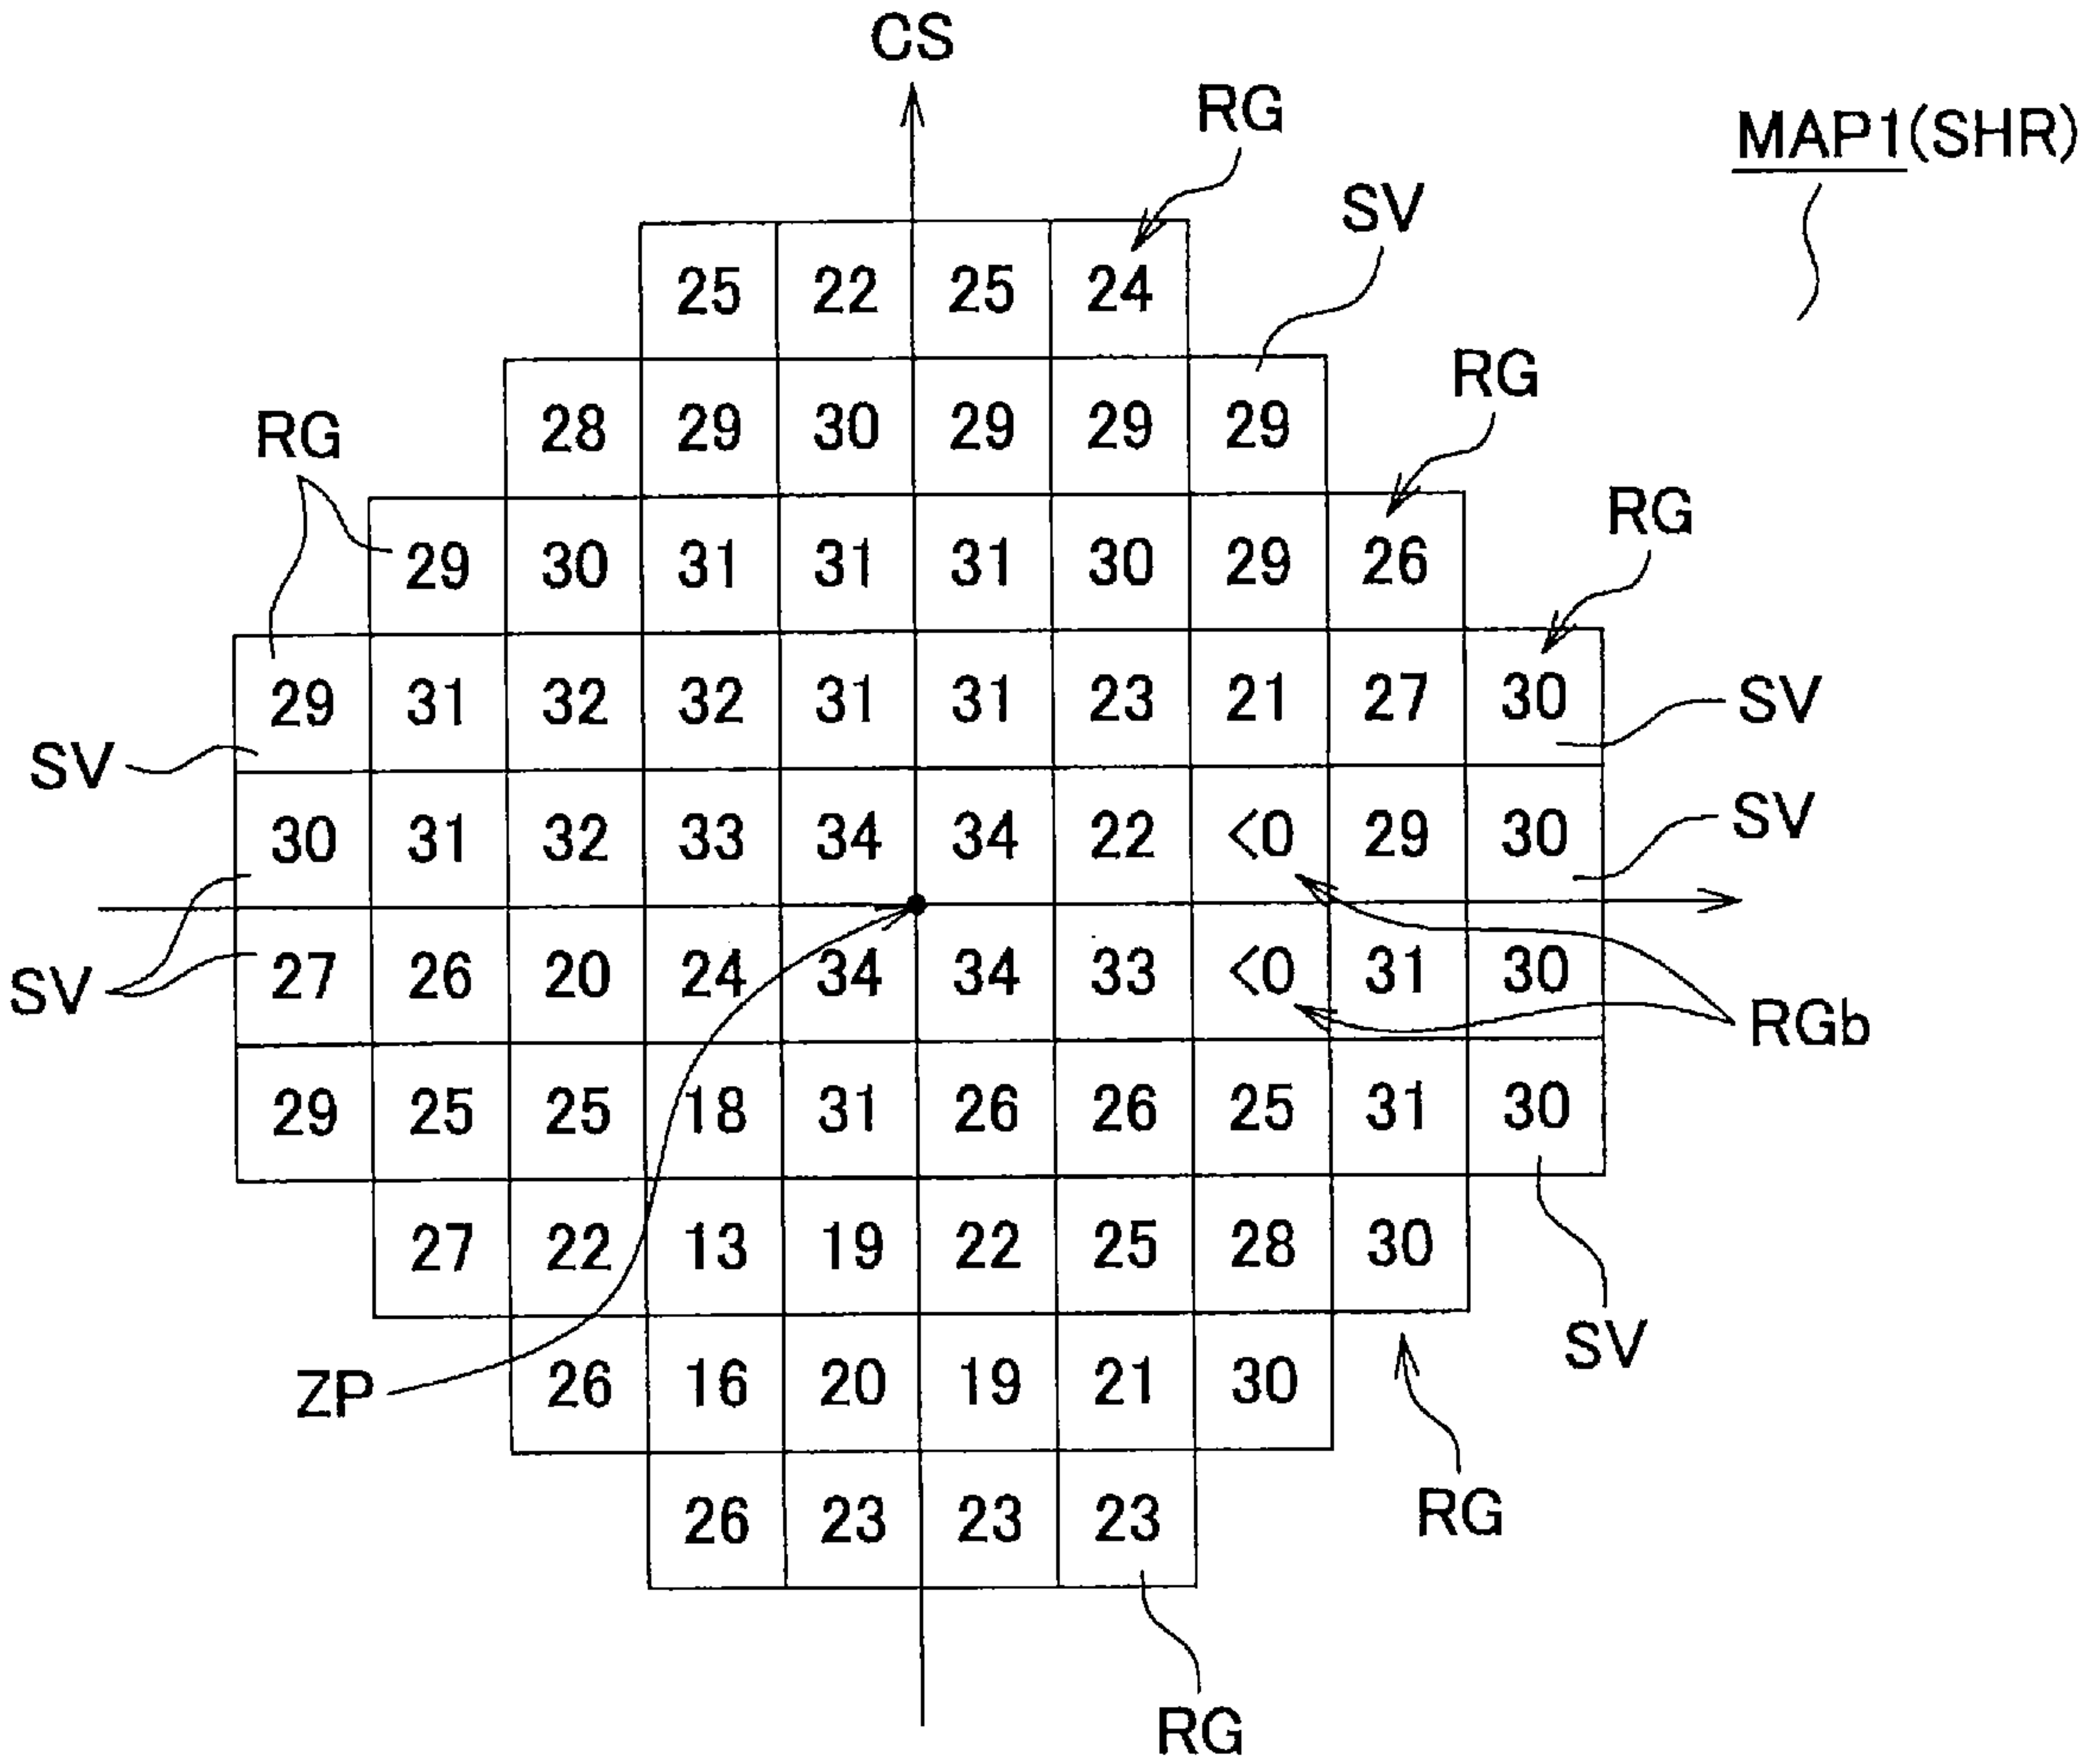 CS
RG
MAP1(SHR)
SV
25 22 25 24
RG
28 29 30 29 29 29
RG
RG
29 30 31 31 31 30 29 26
29 31 32 32 31 31 23 21 27 30
SV
SV
30 31 32 33 34 34 22 <0 29 30
SV
27 26 20 24 34 34 33 <0 31 30
SV
RGb
29 25 25 18 31 26 26 25 31 30
27 22 13 19 22 25 28 30
SV
ZP
26 16 20 19 21 30
RG
26 23 23 23
RG